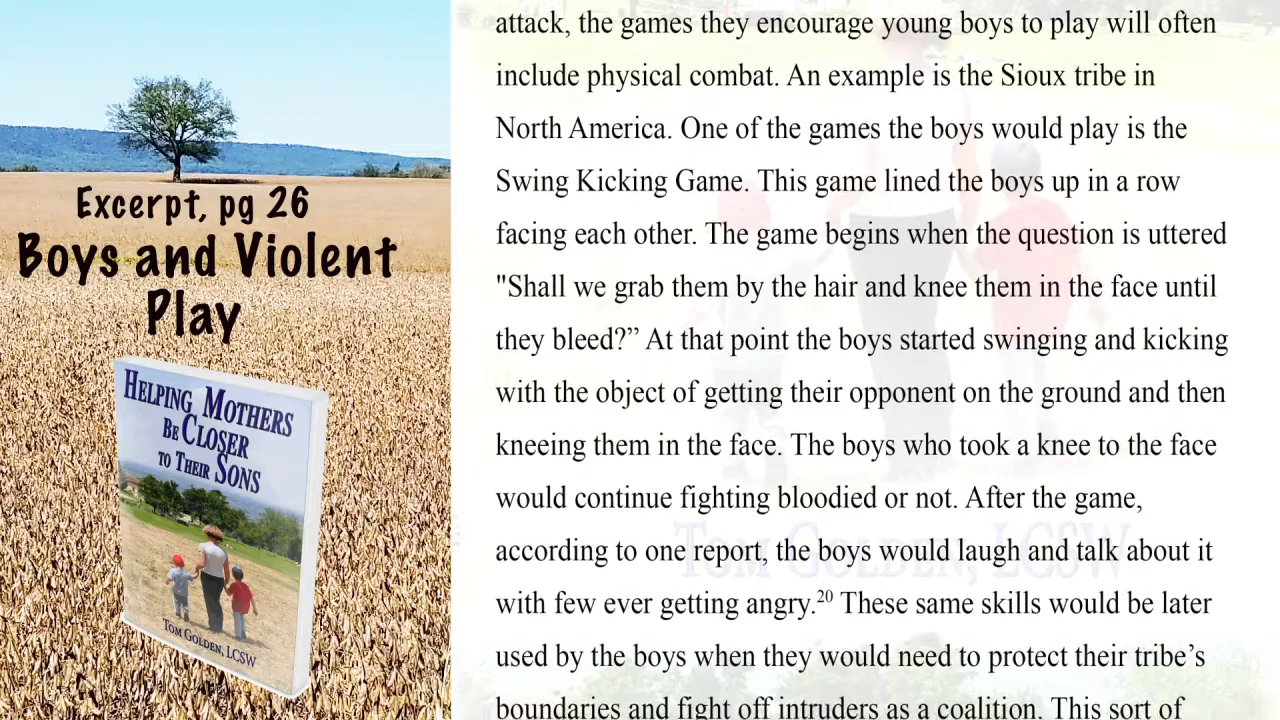 Excerpt, pg 26
Boys and Violent
Play
HELPING MOTHERS
BE CLOSER
TO THEIR SONS
TOM GOLDEN, LCSW
attack, the games they encourage young boys to play will often
include physical combat. An example is the Sioux tribe in
North America. One of the games the boys would play is the
Swing Kicking Game. This game lined the boys up in a row
facing each other. The game begins when the question is uttered
"Shall we grab them by the hair and knee them in the face until
they bleed?” At that point the boys started swinging and kicking
with the object of getting their opponent on the ground and then
kneeing them in the face. The boys who took a knee to the face
would continue fighting bloodied or not. After the game,
according to one report, the boys would laugh and talk about it
with few ever getting angry.20 These same skills would be later
used by the boys when they would need to protect their tribe’s
boundaries and fight off intruders as a coalition. This sort of
TOM GOLDEN, LCSW